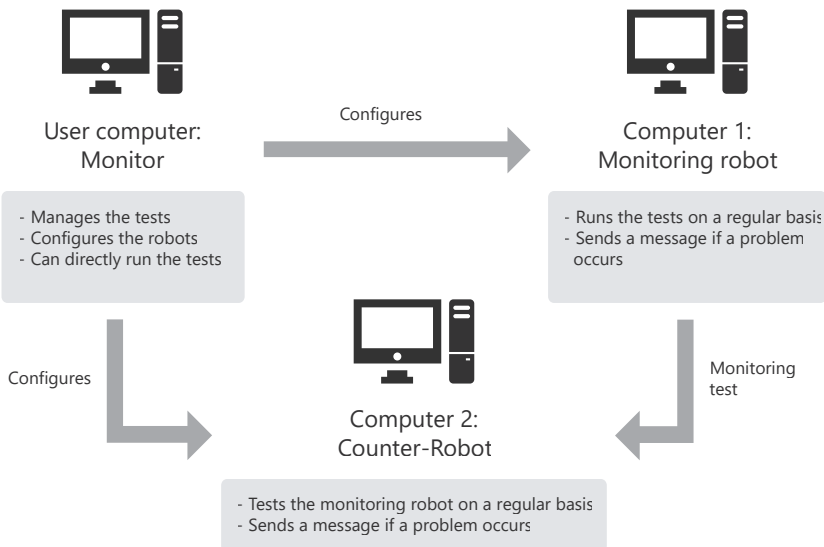 User computer:
Monitor
- Manages the tests
- Configures the robots
- Can directly run the tests
Configures
Computer 1:
Monitoring robot
- Runs the tests on a regular basis
- Sends a message if a problem
occurs
Configures
Monitoring
test
Computer 2:
Counter-Robot
- Tests the monitoring robot on a regular basis
- Sends a message if a problem occurs